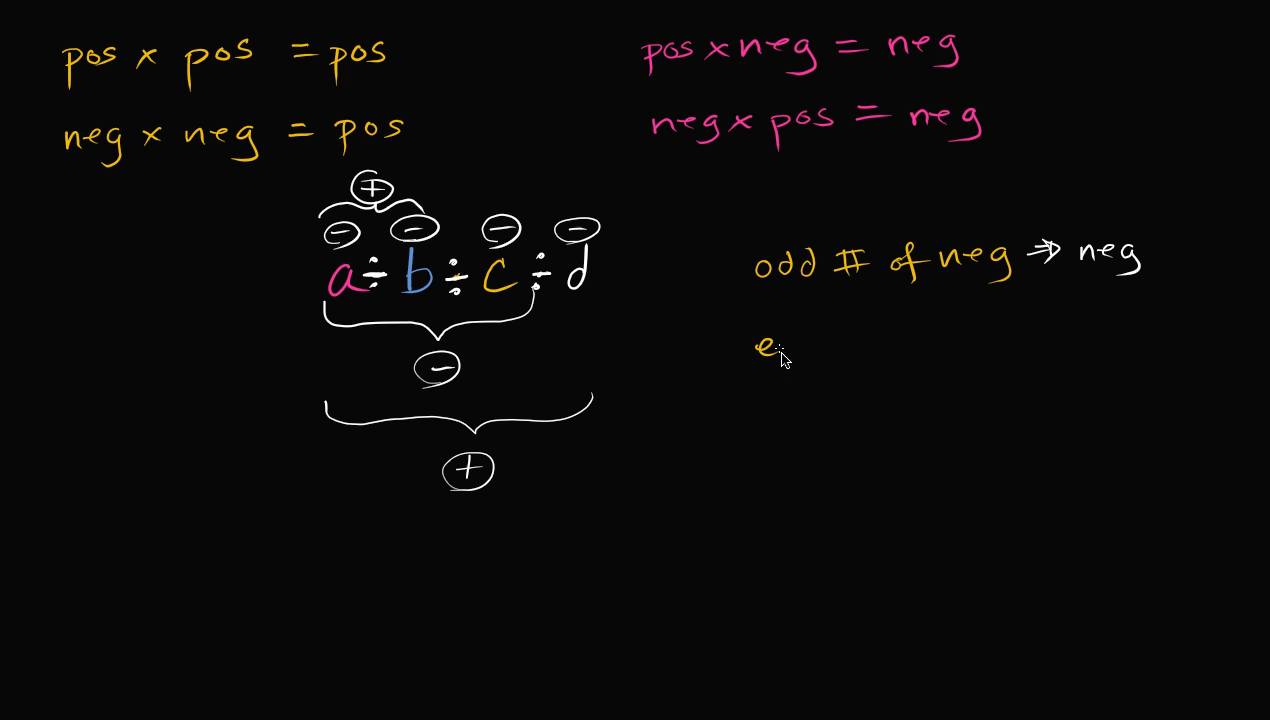 pos × pos = pos
neg × neg = pos
pos × neg = neg
neg × pos = neg
+
− − − −
a ÷ b ÷ c ÷ d
−
+
odd # of neg ⇒ neg
e